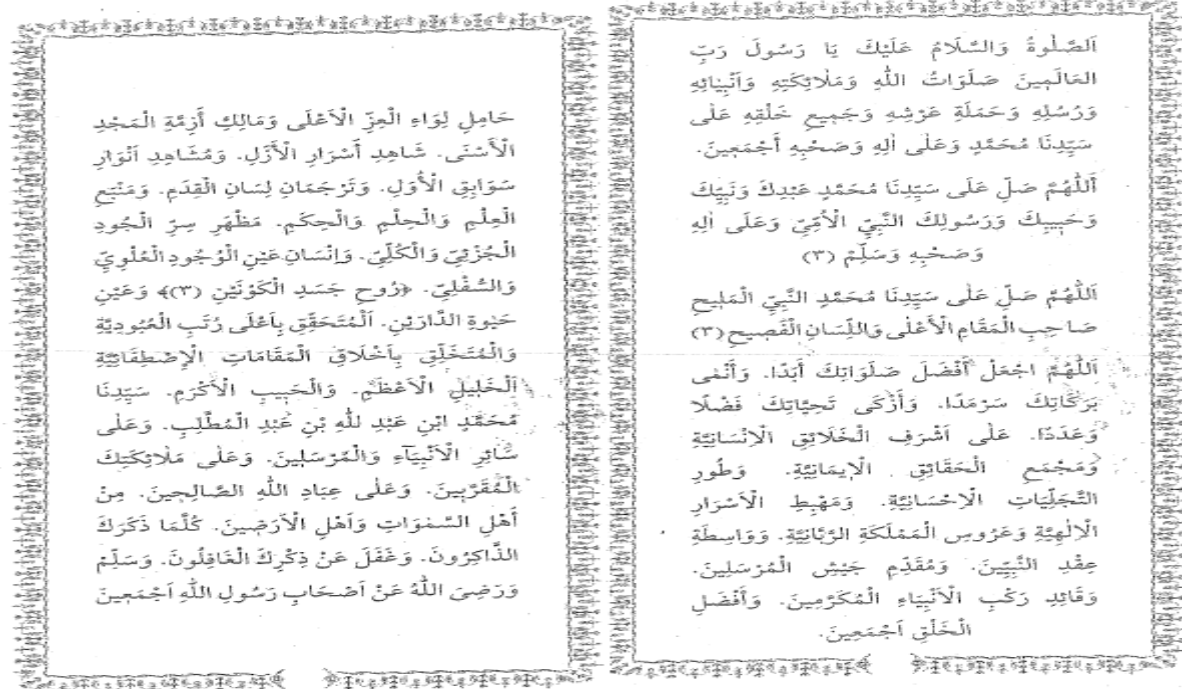 اَلصَّلٰوةُ وَالسَّلَامُ عَلَيْكَ يَا رَسُولَ رَبِّ
الْعَالَمِينَ صَلَوَاتُ اللّٰهِ وَمَلَائِكَتِهِ وَاَنْبِيَائِهِ
وَرُسُلِهِ وَحَمَلَةِ عَرْشِهِ وَجَمِيعِ خَلْقِهِ عَلٰى
سَيِّدِنَا مُحَمَّدٍ وَعَلٰى اٰلِهِ وَصَحْبِهِ أَجْمَعِينَ.
اَللّٰهُمَّ صَلِّ عَلَى سَيِّدِنَا مُحَمَّدٍ عَبْدِكَ وَنَبِيِّكَ
وَحَبِيبِكَ وَرَسُولِكَ النَّبِيِّ الْاُمِّيِّ وَعَلَى اٰلِهِ
وَصَحْبِهِ وَسَلِّمْ (٣)
اَللّٰهُمَّ صَلِّ عَلٰى سَيِّدِنَا مُحَمَّدٍ النَّبِيِّ الْمَلِيحِ
صَاحِبِ الْمَقَامِ الْأَعْلٰى وَاللِّسَانِ الْفَصِيحِ (٣)
اَللّٰهُمَّ اجْعَلْ أَفْضَلَ صَلَوَاتِكَ أَبَدًا. وَأَنْمٰى
بَرَكَاتِكَ سَرْمَدًا. وَأَزْكَى تَحِيَّاتِكَ فَضْلًا
وَعَدَدًا. عَلٰى اَشْرَفِ الْخَلَائِقِ الْاِنْسَانِيَّةِ
وَمَجْمَعِ الْحَقَائِقِ الْاِيمَانِيَّةِ. وَطُورِ
التَّجَلِّيَاتِ الْاِحْسَانِيَّةِ. وَمَهْبِطِ الْاَسْرَارِ
الْاِلٰهِيَّةِ وَعَرُوسِ الْمَمْلَكَةِ الرَّبَّانِيَّةِ. وَوَاسِطَةِ
عِقْدِ النَّبِيِّينَ. وَمُقَدَّمِ جَيْشِ الْمُرْسَلِينَ.
وَقَائِدِ رَكْبِ الْاَنْبِيَاءِ الْمُكَرَّمِينَ. وَأَفْضَلِ
الْخَلْقِ اَجْمَعِينَ.
حَامِلِ لِوَاءِ الْعِزِّ الْاَعْلَى وَمَالِكِ أَزِمَّةِ الْمَجْدِ
الْأَسْنَى. شَاهِدِ أَسْرَارِ الْأَزَلِ. وَمُشَاهِدِ اَنْوَارِ
سَوَابِقِ الْأُوَلِ. وَتَرْجَمَانِ لِسَانِ الْقِدَمِ. وَمَنْبَعِ
الْعِلْمِ وَالْحِلْمِ وَالْحِكَمِ. مَظْهَرِ سِرِّ الْجُودِ
الْجُزْئِيِّ وَالْكُلِّيِّ. وَاِنْسَانِ عَيْنِ الْوُجُودِ الْعُلْوِيِّ
وَالسُّفْلِيِّ. ﴿رُوحِ جَسَدِ الْكَوْنَيْنِ (٣)﴾ وَعَيْنِ
حَيٰوةِ الدَّارَيْنِ. اَلْمُتَحَقِّقِ بِاَعْلَى رُتَبِ الْعُبُودِيَّةِ
وَالْمُتَخَلِّقِ بِاَخْلَاقِ الْمَقَامَاتِ الْاِصْطِفَائِيَّةِ
اَلْخَلِيلِ الْاَعْظَمِ. وَالْحَبِيبِ الْاَكْرَمِ. سَيِّدِنَا
مُحَمَّدٍ ابْنِ عَبْدِ للّٰهِ بْنِ عَبْدِ الْمُطَّلِبِ. وَعَلٰى
سَائِرِ الْاَنْبِيَاءِ وَالْمُرْسَلِينَ. وَعَلٰى مَلَائِكَتِكَ
الْمُقَرَّبِينَ. وَعَلٰى عِبَادِ اللّٰهِ الصَّالِحِينَ. مِنْ
أَهْلِ السَّمٰوَاتِ وَاَهْلِ الْاَرَضِينَ. كُلَّمَا ذَكَرَكَ
الذَّاكِرُونَ. وَغَفَلَ عَنْ ذِكْرِكَ الْغَافِلُونَ. وَسَلِّمْ
وَرَضِيَ اللّٰهُ عَنْ اَصْحَابِ رَسُولِ اللّٰهِ اَجْمَعِينَ